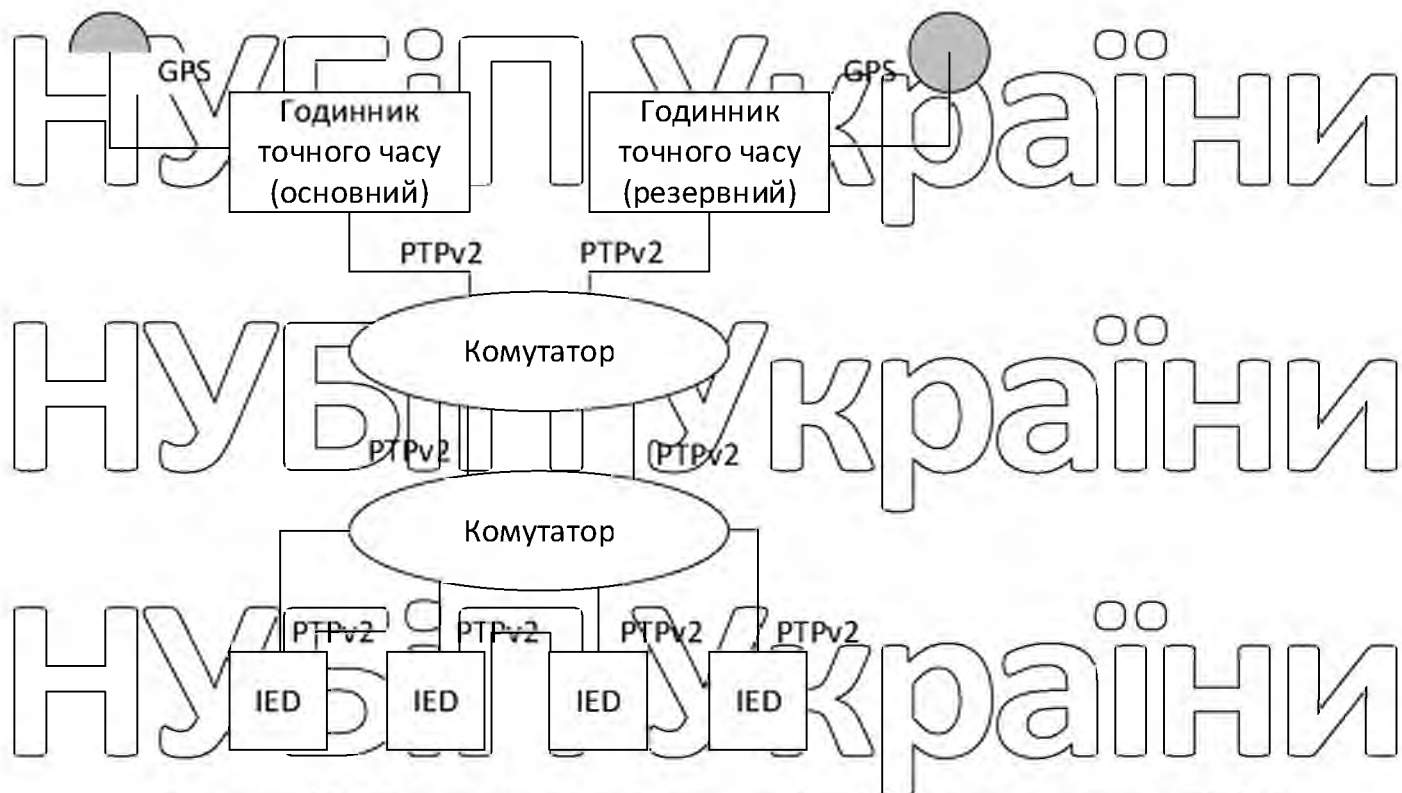 НУБіП України
GPS
GPS
Годинник
точного часу
(основний)
Годинник
точного часу
(резервний)
PTPv2
PTPv2
НУБіП України
Комутатор
PTPv2
PTPv2
Комутатор
НУБіП України
PTPv2
PTPv2
PTPv2
PTPv2
IED
IED
IED
IED